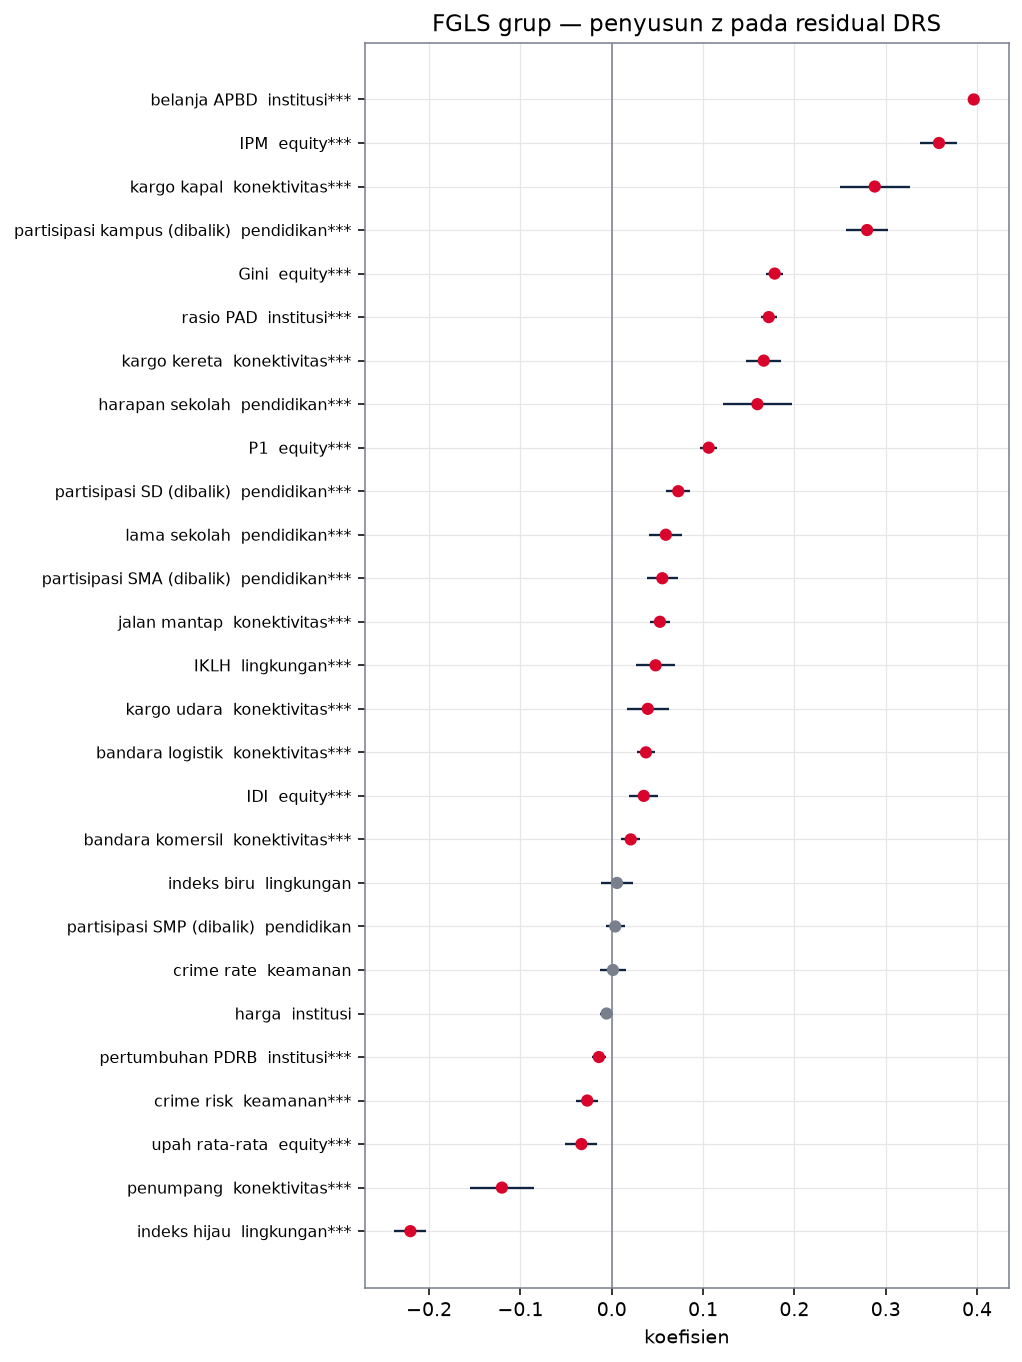 FGLS grup — penyusun z pada residual DRS
belanja APBD  institusi***
IPM  equity***
kargo kapal  konektivitas***
partisipasi kampus (dibalik)  pendidikan***
Gini  equity***
rasio PAD  institusi***
kargo kereta  konektivitas***
harapan sekolah  pendidikan***
P1  equity***
partisipasi SD (dibalik)  pendidikan***
lama sekolah  pendidikan***
partisipasi SMA (dibalik)  pendidikan***
jalan mantap  konektivitas***
IKLH  lingkungan***
kargo udara  konektivitas***
bandara logistik  konektivitas***
IDI  equity***
bandara komersil  konektivitas***
indeks biru  lingkungan
partisipasi SMP (dibalik)  pendidikan
crime rate  keamanan
harga  institusi
pertumbuhan PDRB  institusi***
crime risk  keamanan***
upah rata-rata  equity***
penumpang  konektivitas***
indeks hijau  lingkungan***
−0.2 −0.1 0.0 0.1 0.2 0.3 0.4
koefisien